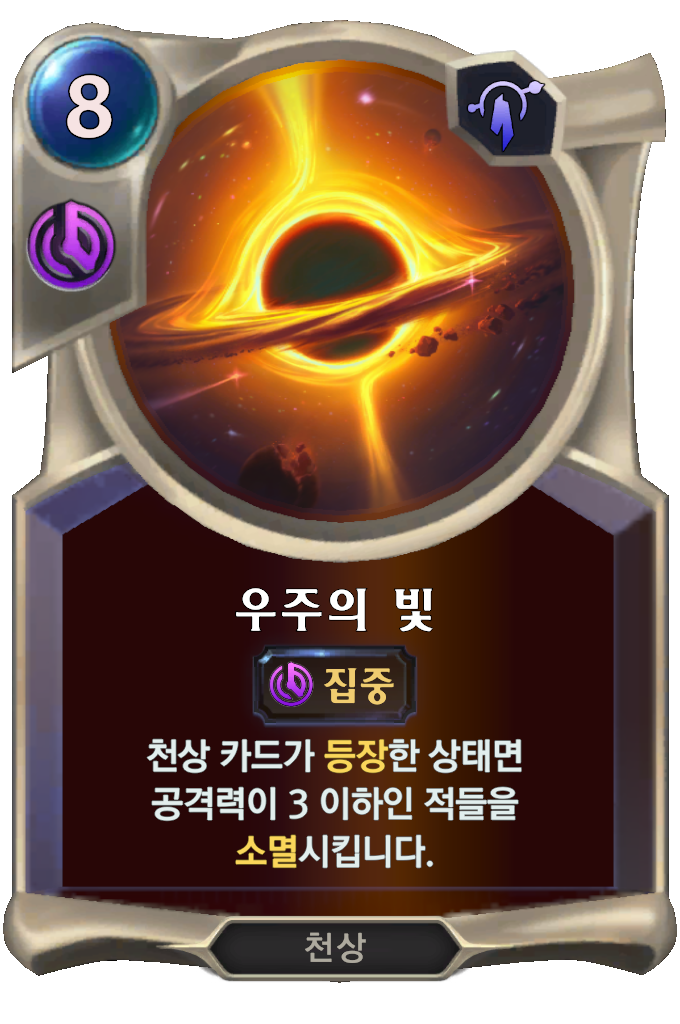 8
우주의 빛
집중
천상 카드가 등장한 상태면
공격력이 3 이하인 적들을
소멸시킵니다.
천상